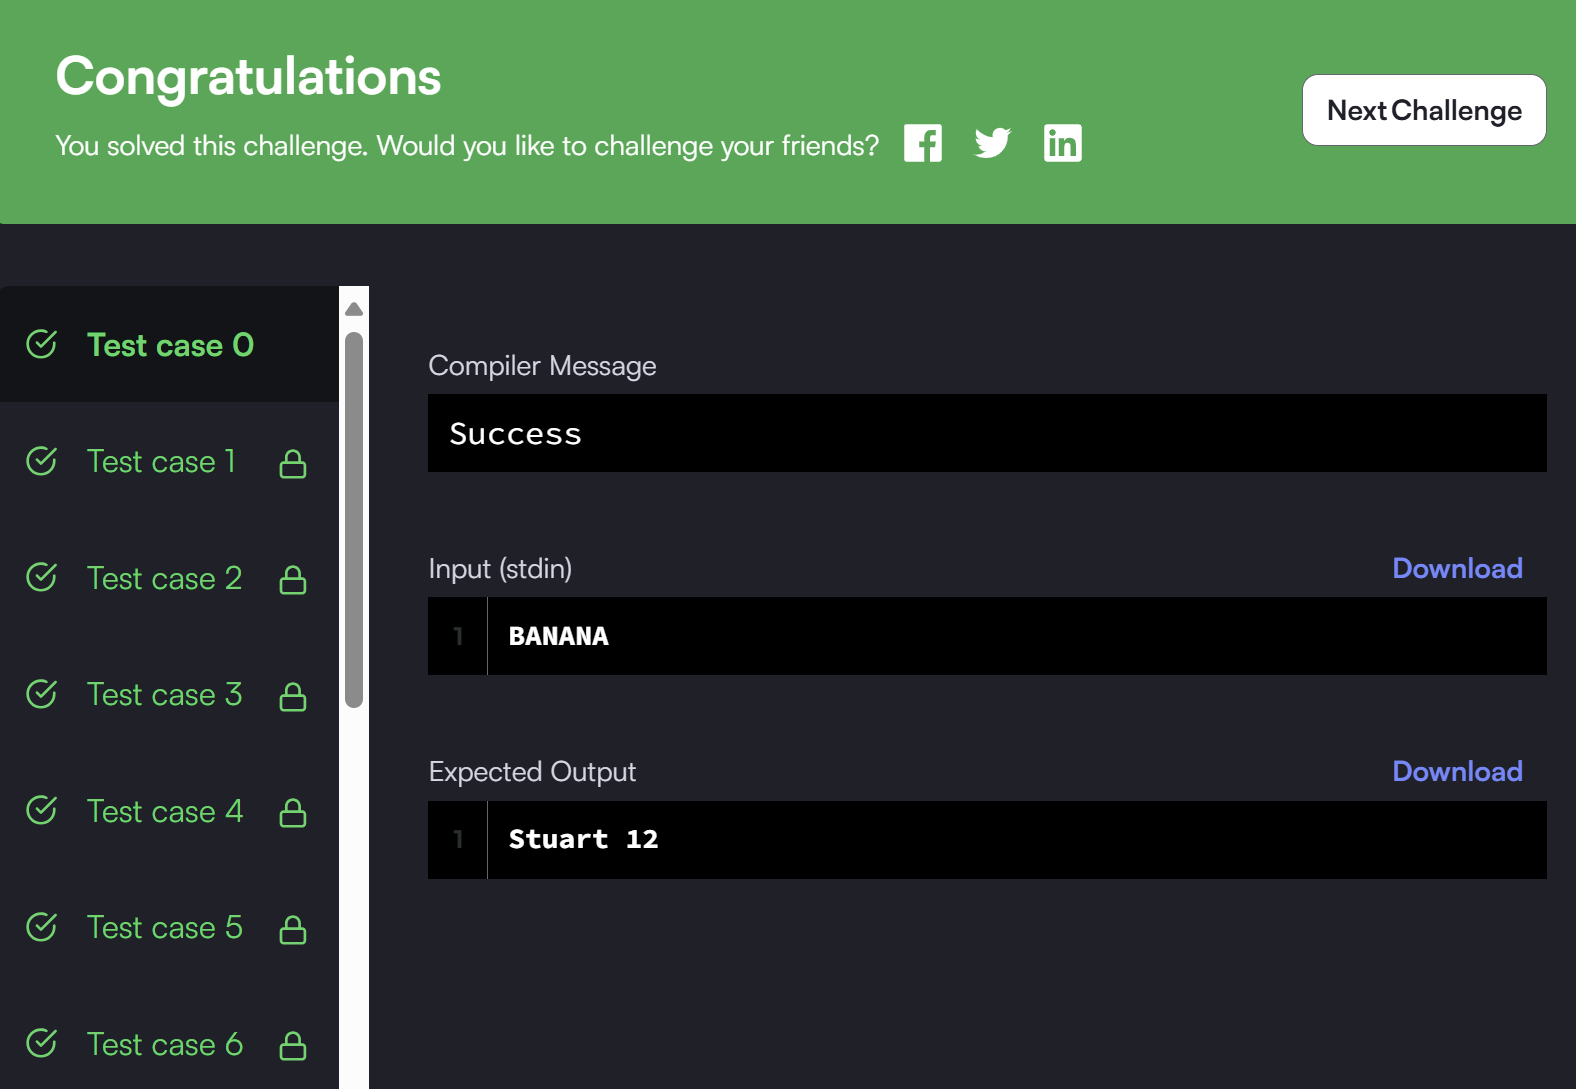 Congratulations
You solved this challenge. Would you like to challenge your friends?
Next Challenge
Test case 0
Test case 1
Test case 2
Test case 3
Test case 4
Test case 5
Test case 6
Compiler Message
Success
Input (stdin)
Download
1 BANANA
Expected Output
Download
1 Stuart 12